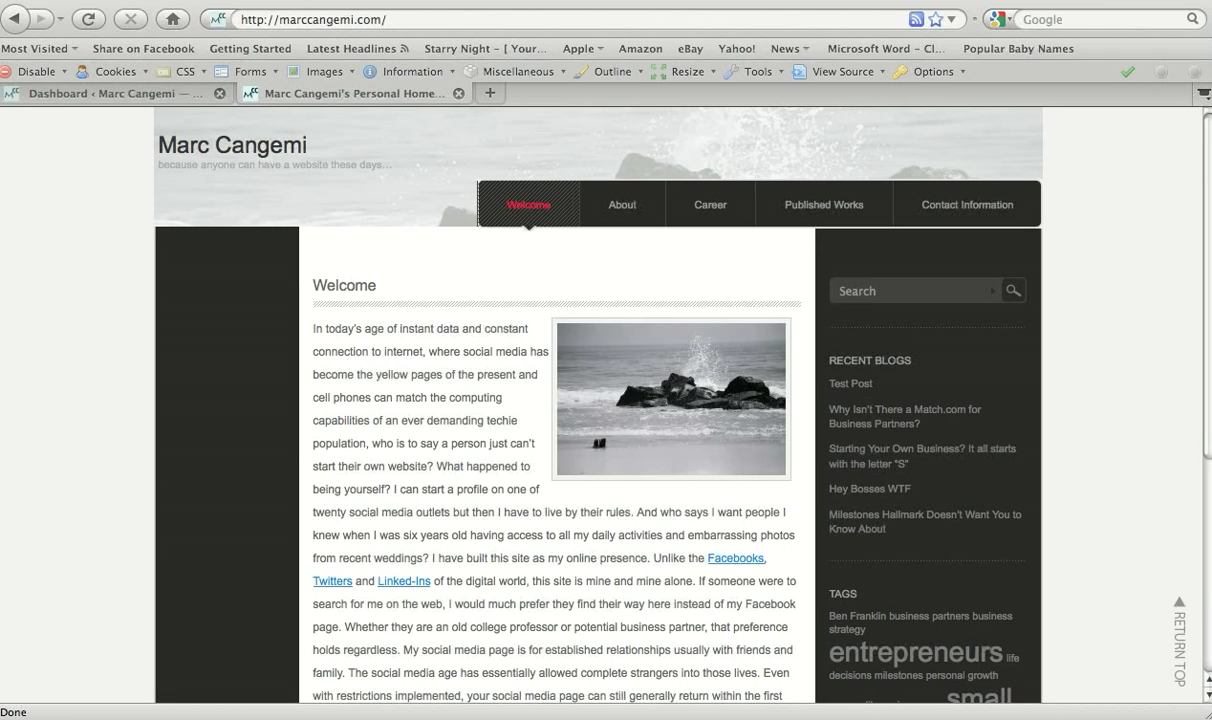 http://marccangemi.com/
Google
Most Visited
Share on Facebook
Getting Started
Latest Headlines
Starry Night - [ Your...
Apple
Amazon
eBay
Yahoo!
News
Microsoft Word - Cl...
Popular Baby Names
Disable
Cookies
CSS
Forms
Images
Information
Miscellaneous
Outline
Resize
Tools
View Source
Options
Dashboard ‹ Marc Cangemi — ...
Marc Cangemi's Personal Home...
Marc Cangemi
because anyone can have a website these days...
Welcome
About
Career
Published Works
Contact Information
Welcome
In today's age of instant data and constant
connection to internet, where social media has
become the yellow pages of the present and
cell phones can match the computing
capabilities of an ever demanding techie
population, who is to say a person just can't
start their own website? What happened to
being yourself? I can start a profile on one of
twenty social media outlets but then I have to live by their rules. And who says I want people I
knew when I was six years old having access to all my daily activities and embarrassing photos
from recent weddings? I have built this site as my online presence. Unlike the Facebooks,
Twitters and Linked-Ins of the digital world, this site is mine and mine alone. If someone were to
search for me on the web, I would much prefer they find their way here instead of my Facebook
page. Whether they are an old college professor or potential business partner, that preference
holds regardless. My social media page is for established relationships usually with friends and
family. The social media age has essentially allowed complete strangers into those lives. Even
with restrictions implemented, your social media page can still generally return within the first
Search
RECENT BLOGS
Test Post
Why Isn't There a Match.com for
Business Partners?
Starting Your Own Business? It all starts
with the letter "S"
Hey Bosses WTF
Milestones Hallmark Doesn't Want You to
Know About
TAGS
Ben Franklin business partners business
strategy
entrepreneurs life
decisions milestones personal growth
small
RETURN TOP
Done